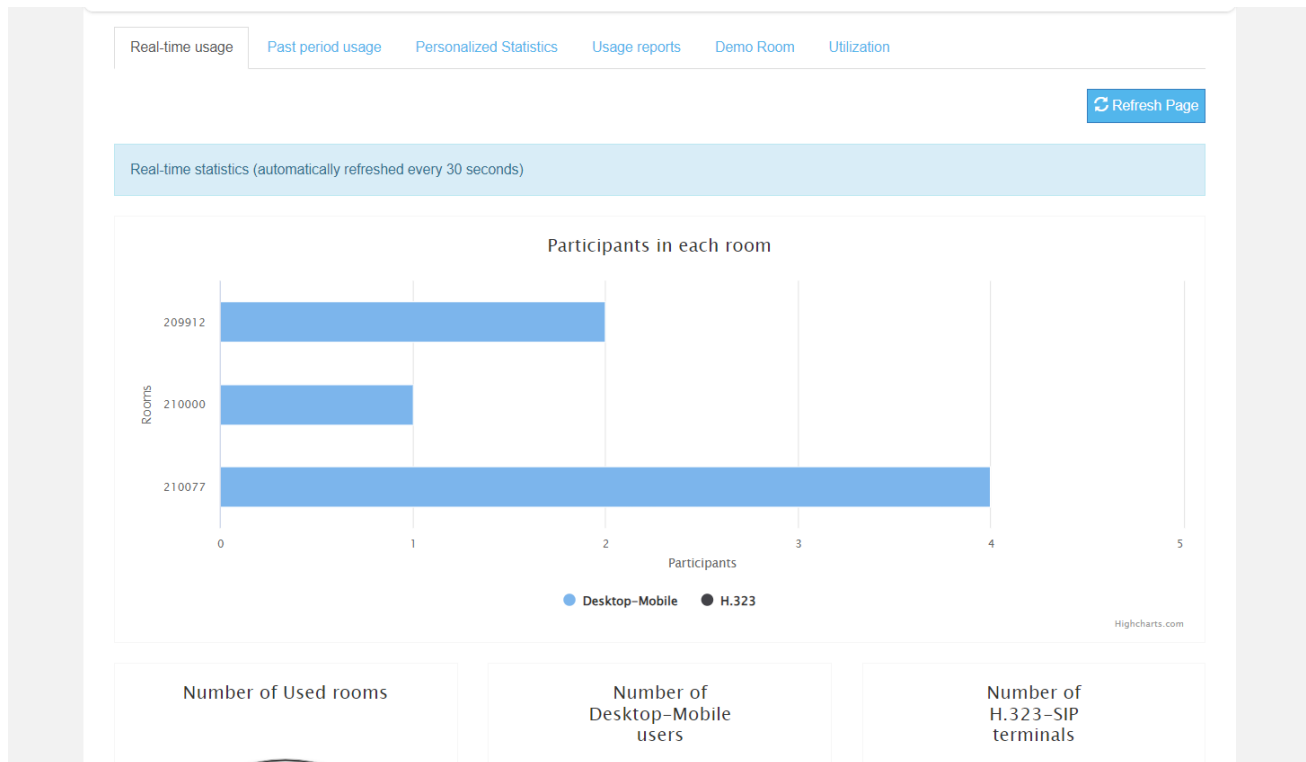 Real-time usage Past period usage Personalized Statistics Usage reports Demo Room Utilization
Refresh Page
Real-time statistics (automatically refreshed every 30 seconds)
Participants in each room
209912
Rooms
210000
210077
0 1 2 3 4 5
Participants
Desktop-Mobile H.323
Highcharts.com
Number of Used rooms
Number of
Desktop-Mobile
users
Number of
H.323-SIP
terminals